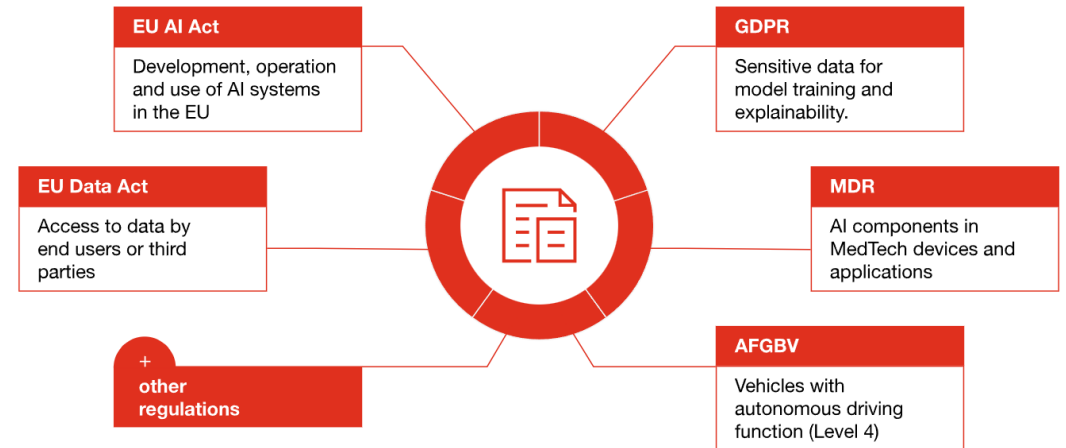 EU AI Act
Development, operation
and use of AI systems
in the EU
GDPR
Sensitive data for
model training and
explainability.
EU Data Act
Access to data by
end users or third
parties
MDR
AI components in
MedTech devices and
applications
+
other
regulations
AFGBV
Vehicles with
autonomous driving
function (Level 4)